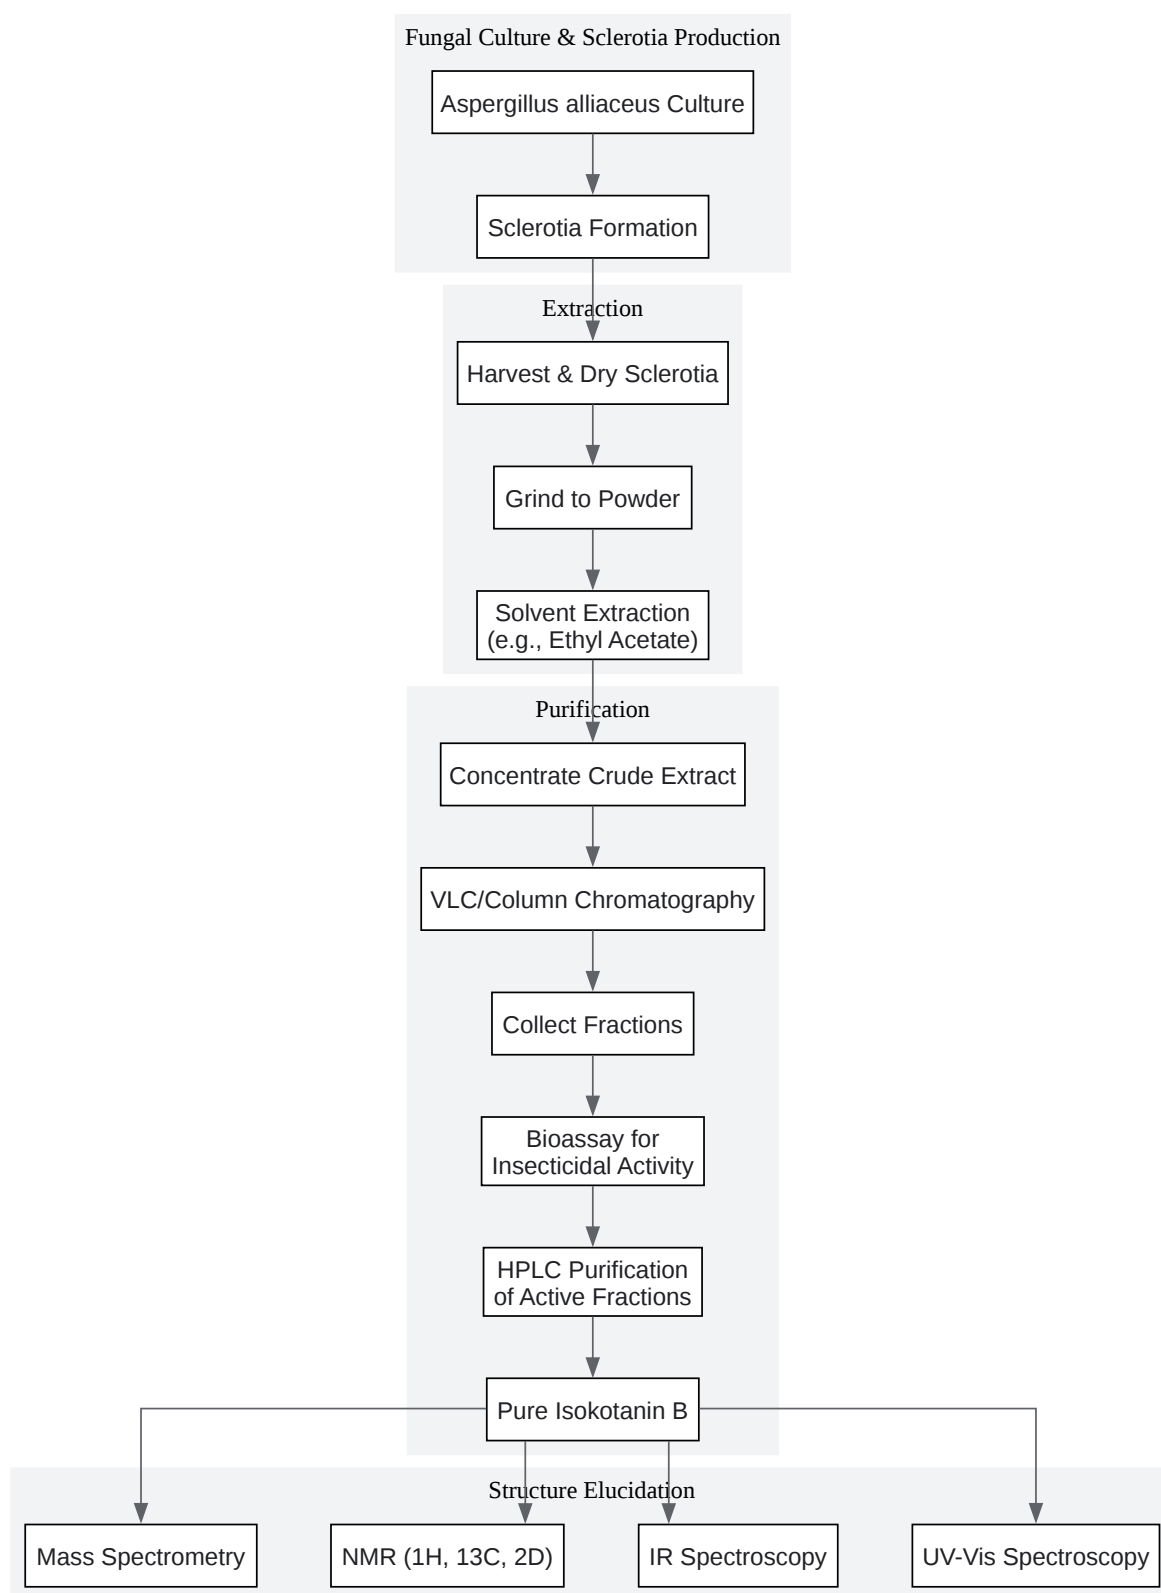 Fungal Culture & Sclerotia Production
Aspergillus alliaceus Culture
Sclerotia Formation
Extraction
Harvest & Dry Sclerotia
Grind to Powder
Solvent Extraction
(e.g., Ethyl Acetate)
Purification
Concentrate Crude Extract
VLC/Column Chromatography
Collect Fractions
Bioassay for
Insecticidal Activity
HPLC Purification
of Active Fractions
Pure Isokotanin B
Structure Elucidation
Mass Spectrometry
NMR (1H, 13C, 2D)
IR Spectroscopy
UV-Vis Spectroscopy